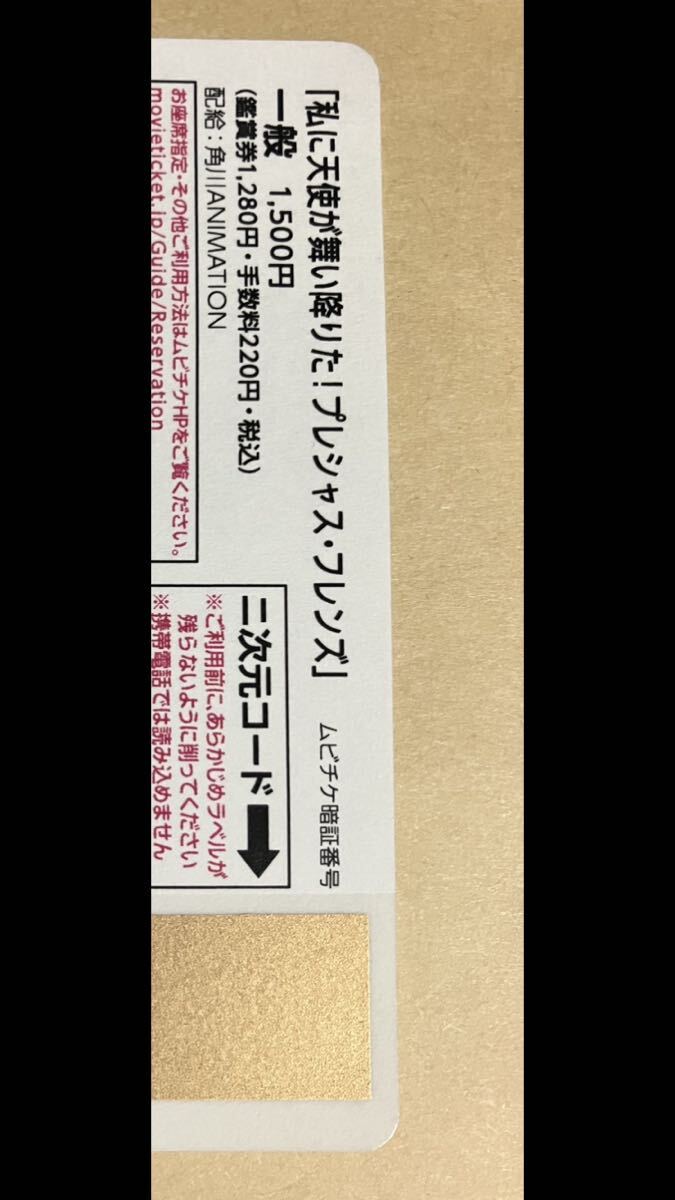 「私に天使が舞い降りた!プレシャス・フレンズ」
一般 1,500円
(鑑賞券1,280円・手数料220円・税込)
配給:角川ANIMATION
お座席指定・その他ご利用方法はムビチケHPをご覧ください。
movieticket.jp/Guide/Reservation
ムビチケ暗証番号
二次元コード
※ご利用前に、あらかじめラベルが
残らないように削ってください
※携帯電話では読み込めません